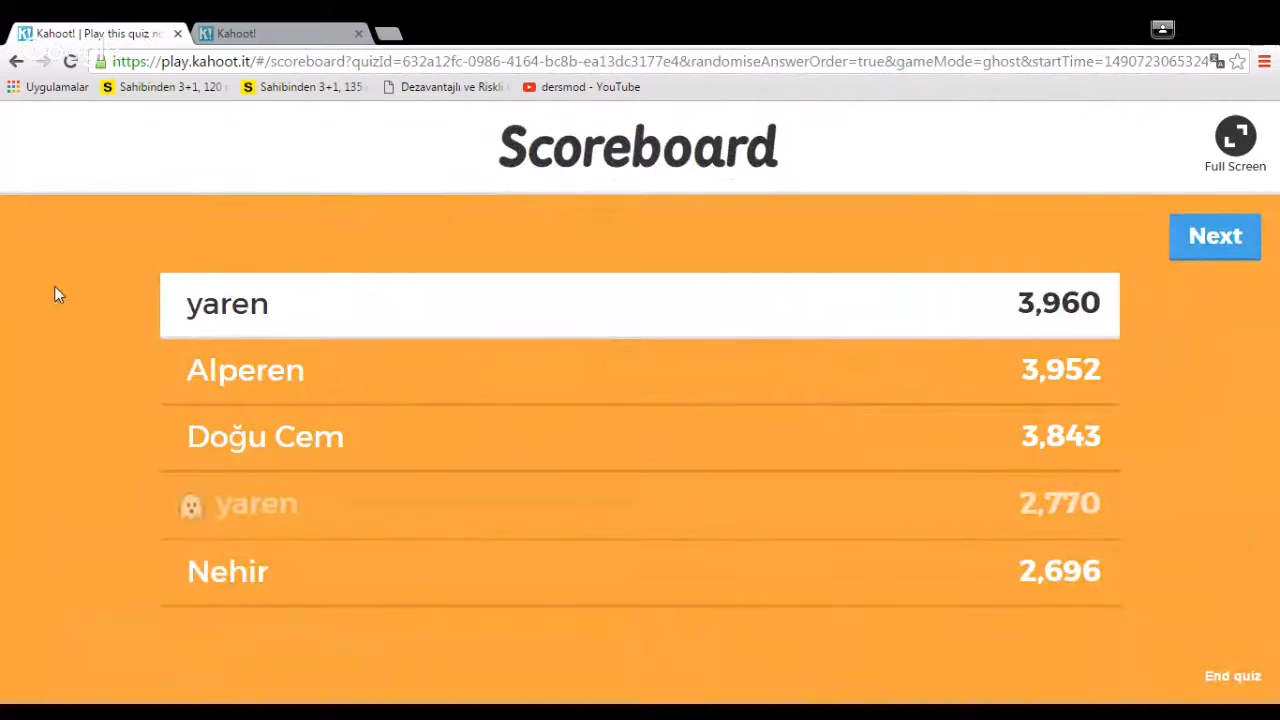 Kahoot! | Play this quiz no
Kahoot!
https://play.kahoot.it/#/scoreboard?quizId=632a12fc-0986-4164-bcbb-ea13dc3177e4&randomiseAnswerOrder=true&gameMode=ghost&startTime=1490723065324
Uygulamalar
Sahibinden 3+1, 120
Sahibinden 3+1, 135
Dezavantajlı ve Riskli
dersmod - YouTube
Scoreboard
Full Screen
Next
yaren 3,960
Alperen 3,952
Doğu Cem 3,843
yaren 2,770
Nehir 2,696
End quiz